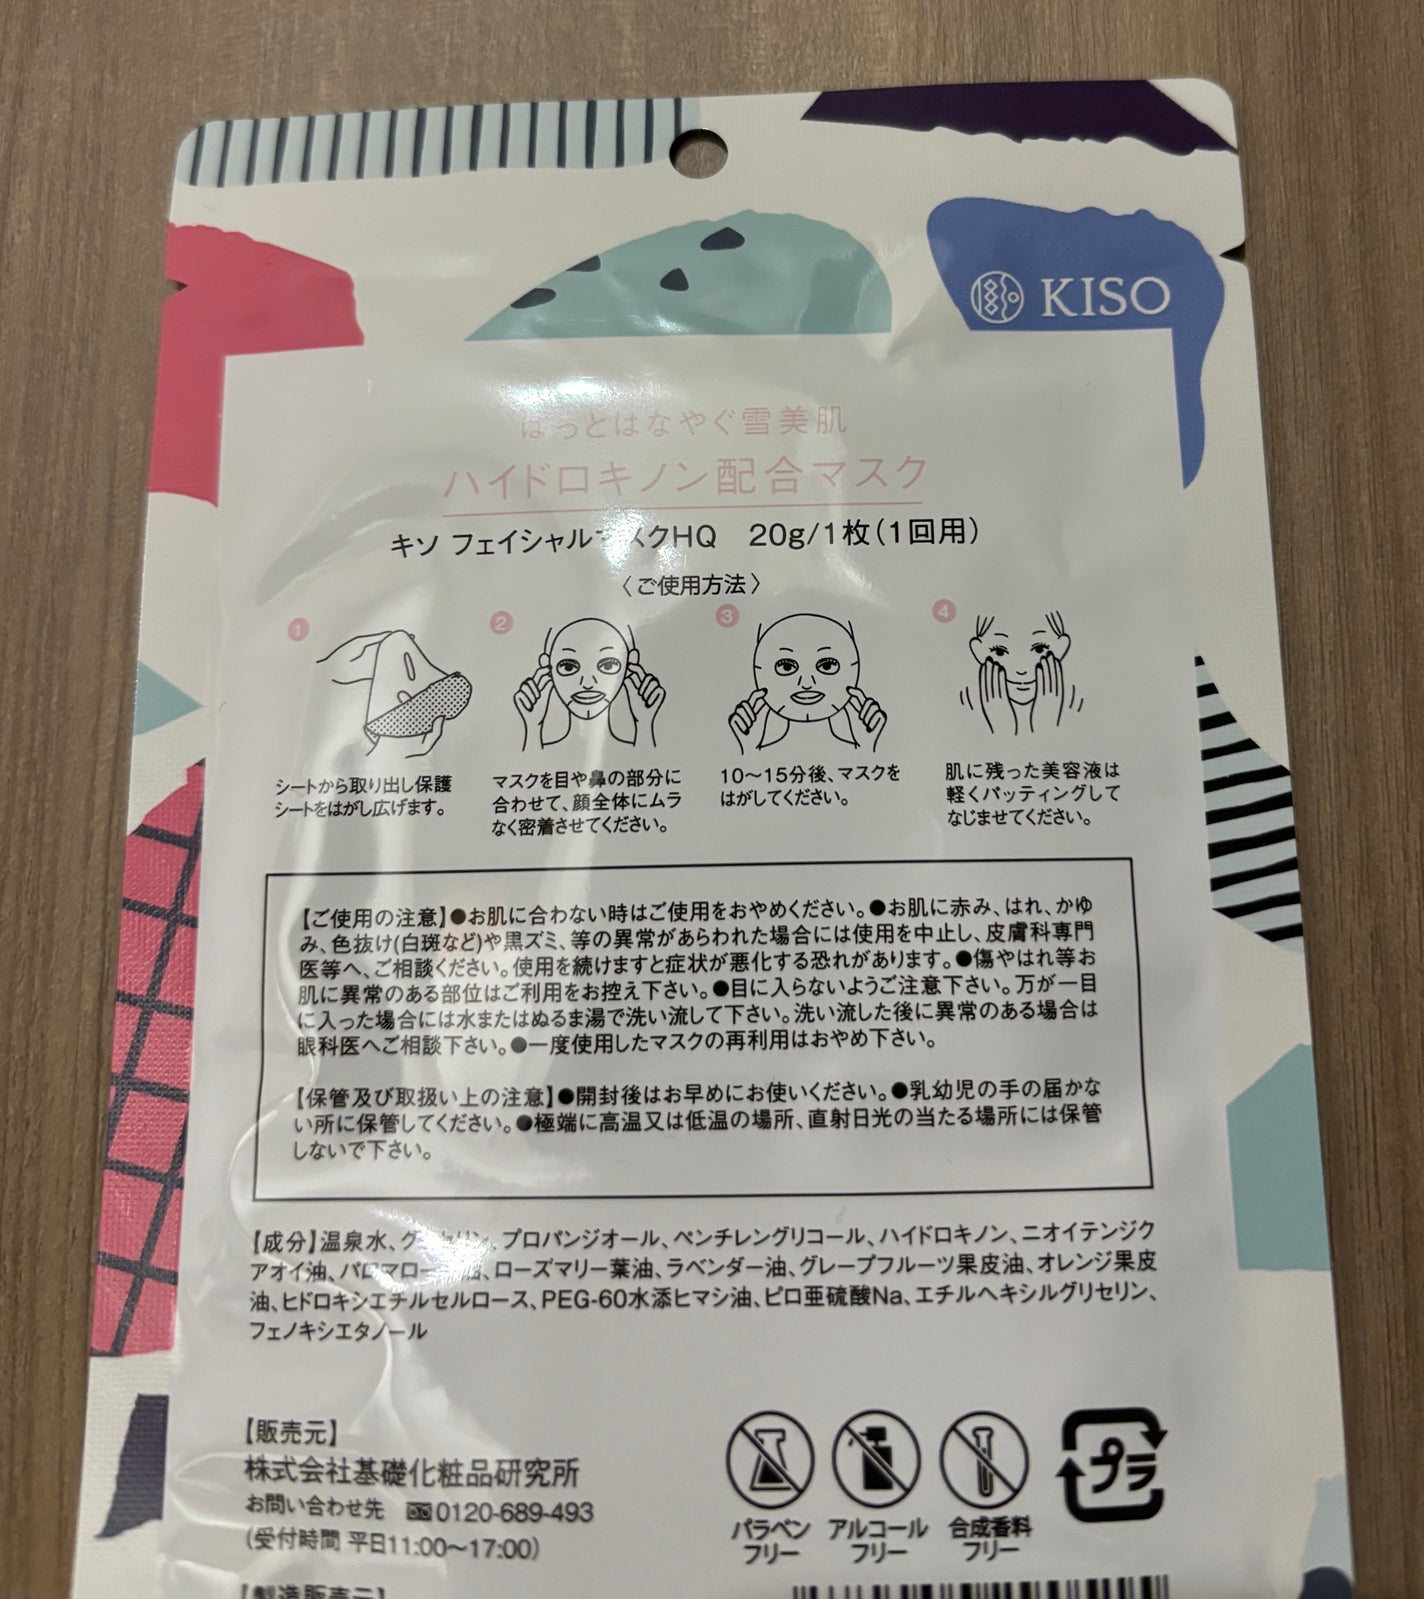 KISO
ぱっとはなやぐ雪美肌
ハイドロキノン配合マスク
キソ フェイシャルマスクHQ 20g/1枚(1回用)
〈ご使用方法〉
1
シートから取り出し保護
シートをはがし広げます。
2
マスクを目や鼻の部分に
合わせて、顔全体にムラ
なく密着させてください。
3
10〜15分後、マスクを
はがしてください。
4
肌に残った美容液は
軽くパッティングして
なじませてください。
【ご使用の注意】●お肌に合わない時はご使用をおやめください。●お肌に赤み、はれ、かゆ
み、色抜け(白斑など)や黒ズミ、等の異常があらわれた場合には使用を中止し、皮膚科専門
医等へ、ご相談ください。使用を続けますと症状が悪化する恐れがあります。●傷やはれ等お
肌に異常のある部位はご利用をお控え下さい。●目に入らないようご注意下さい。万が一目
に入った場合には水またはぬるま湯で洗い流して下さい。洗い流した後に異常のある場合は
眼科医へご相談下さい。●一度使用したマスクの再利用はおやめ下さい。
【保管及び取扱い上の注意】●開封後はお早めにお使いください。●乳幼児の手の届かな
い所に保管してください。●極端に高温又は低温の場所、直射日光の当たる場所には保管
しないで下さい。
【成分】温泉水、グリセリン、プロパンジオール、ペンチレングリコール、ハイドロキノン、ニオイテンジク
アオイ油、パルマローザ油、ローズマリー葉油、ラベンダー油、グレープフルーツ果皮油、オレンジ果皮
油、ヒドロキシエチルセルロース、PEG-60水添ヒマシ油、ピロ亜硫酸Na、エチルヘキシルグリセリン、
フェノキシエタノール
【販売元】
株式会社基礎化粧品研究所
お問い合わせ先 0120-689-493
(受付時間 平日11:00〜17:00)
パラベン
フリー
アルコール
フリー
合成香料
フリー
プラ
【製造販売元】